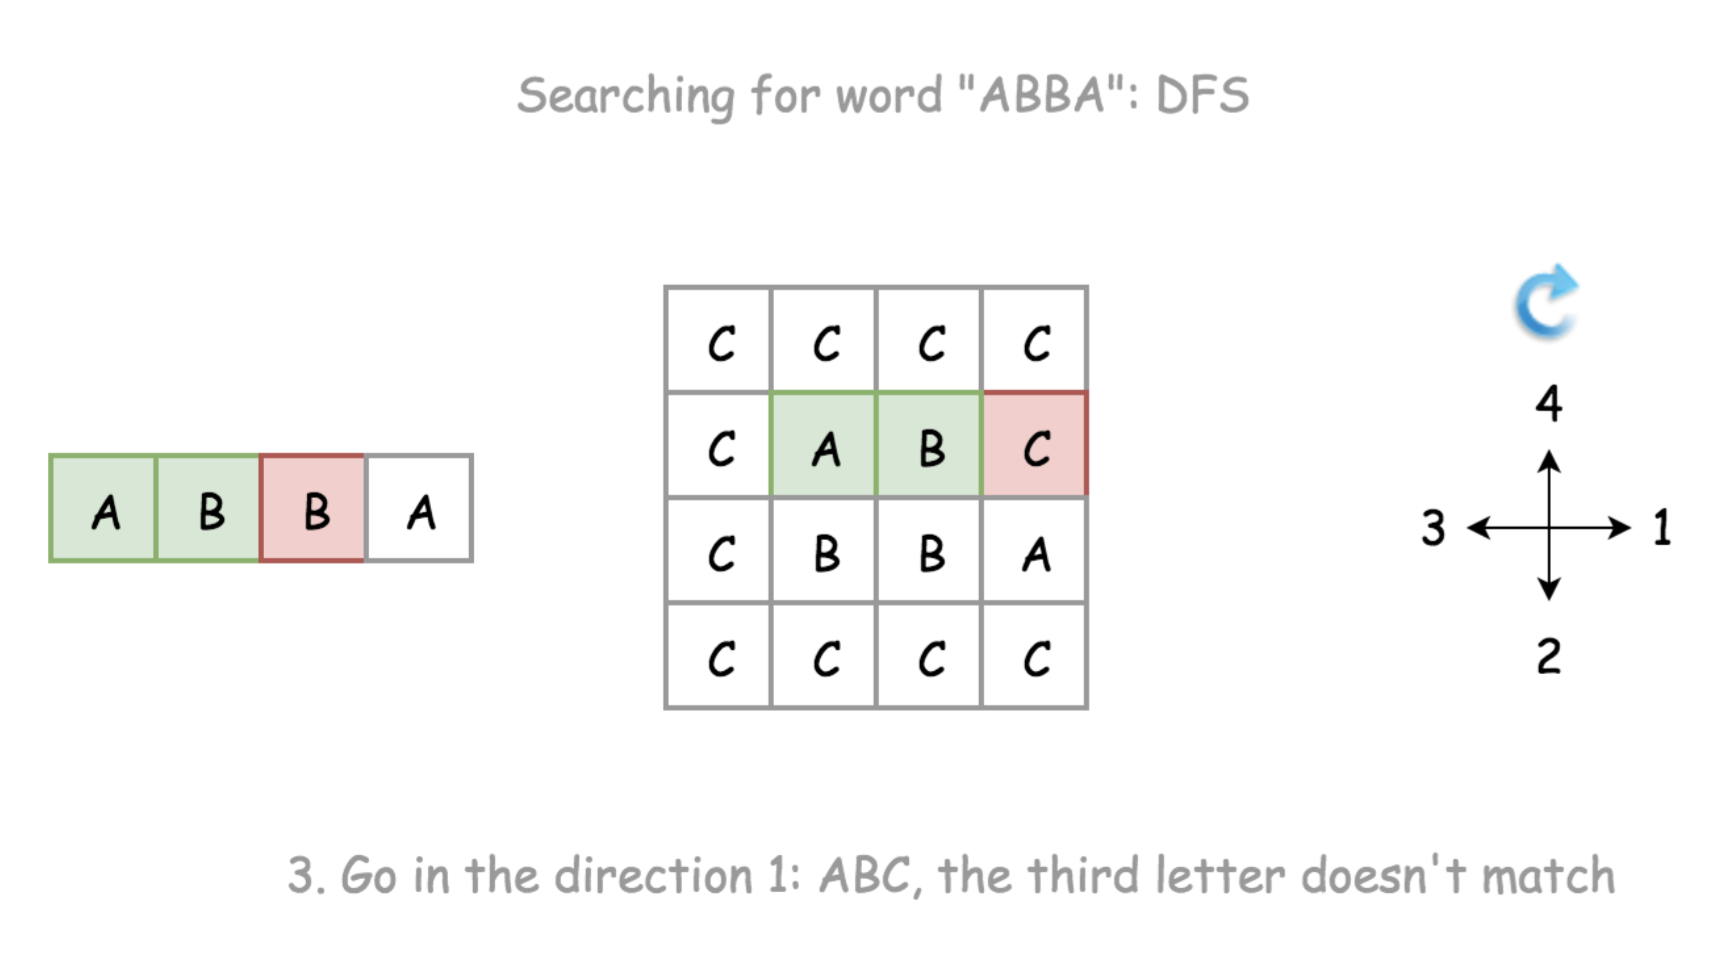 Searching for word "ABBA": DFS
C C C C
4
C A B C
A B B A
3 1
C B B A
2
C C C C
3. Go in the direction 1: ABC, the third letter doesn't match